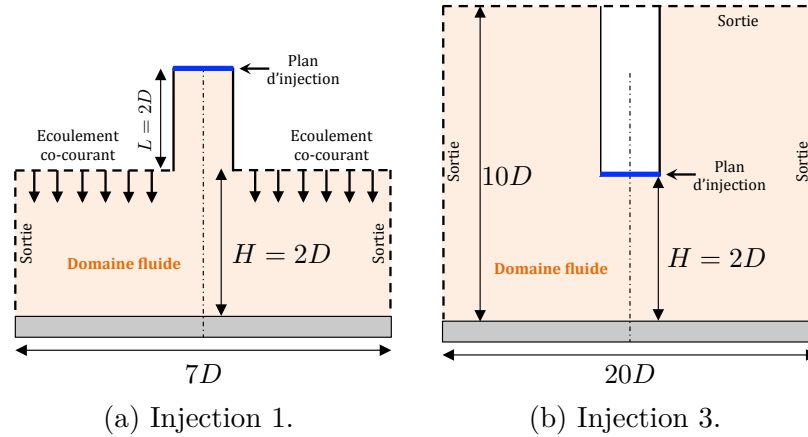 Plan
d'injection
L = 2D
Ecoulement
co-courant
Ecoulement
co-courant
Sortie
Domaine fluide
H = 2D
Sortie
7D
(a) Injection 1.
Sortie
10D
Sortie
Sortie
Plan
d'injection
Domaine fluide
H = 2D
20D
(b) Injection 3.